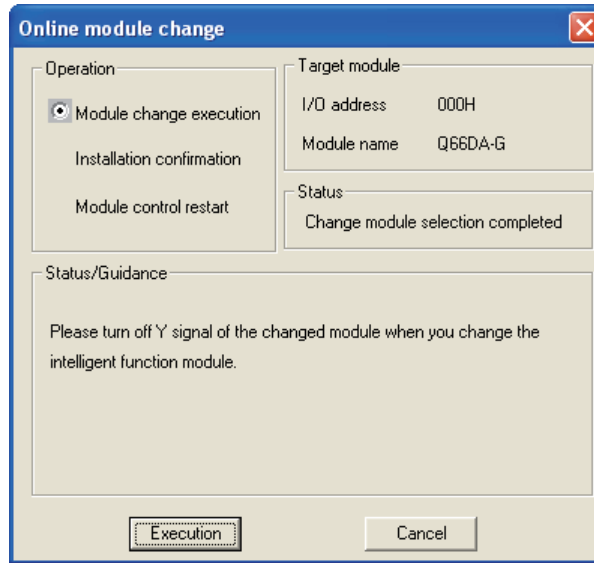 Online module change
Operation
Module change execution
Installation confirmation
Module control restart
Target module
I/O address 000H
Module name Q66DA-G
Status
Change module selection completed
Status/Guidance
Please turn off Y signal of the changed module when you change the
intelligent function module.
Execution Cancel